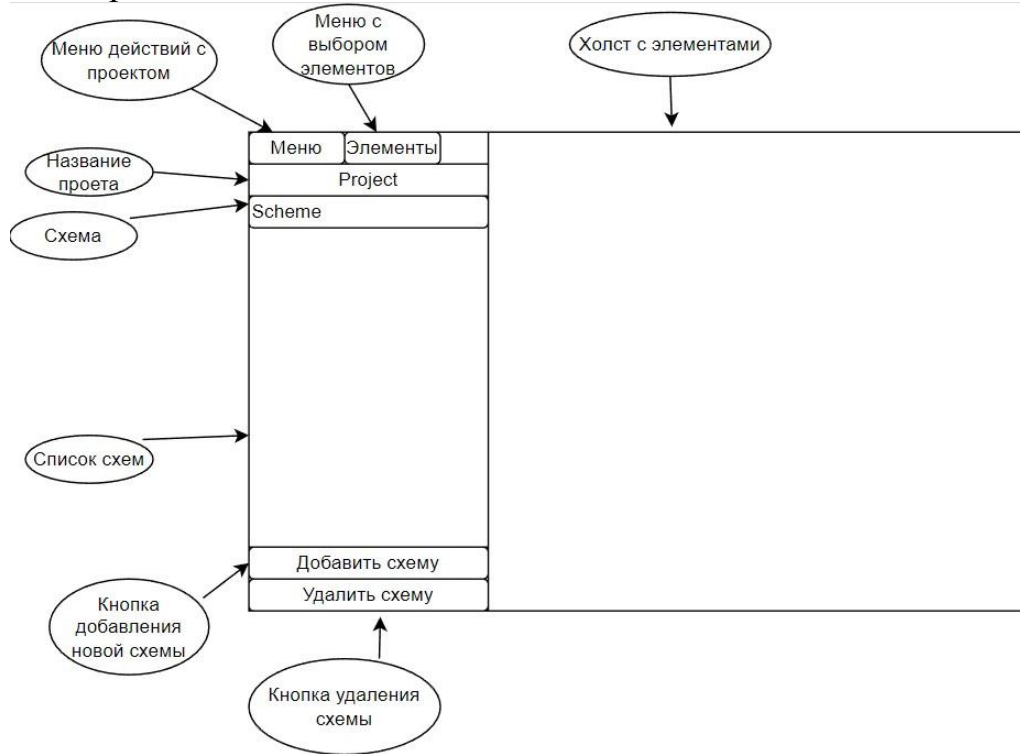 Меню действий с
проектом
Меню с
выбором
элементов
Холст с элементами
Меню
Элементы
Название
проета
Project
Scheme
Схема
Список схем
Добавить схему
Удалить схему
Кнопка
добавления
новой схемы
Кнопка удаления
схемы